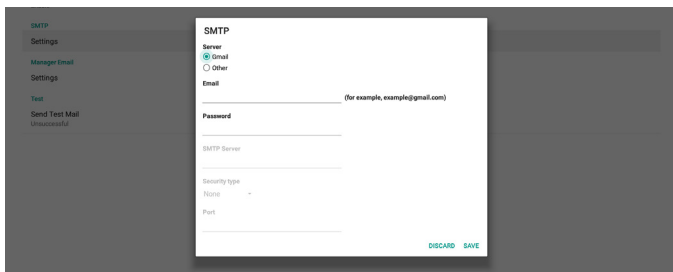 SMTP
Settings
Manager Email
Settings
Test
Send Test Mail
Unsuccessful
SMTP
Server
Gmail
Other
Email
(for example, example@gmail.com)
Password
SMTP Server
Security type
None
Port
DISCARD SAVE